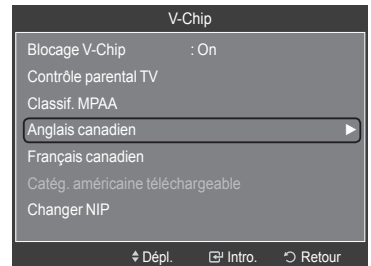 V-Chip
Blocage V-Chip : On
Contrôle parental TV
Classif. MPAA
Anglais canadien
Français canadien
Catég. américaine téléchargeable
Changer NIP
Dépl. Intro. Retour